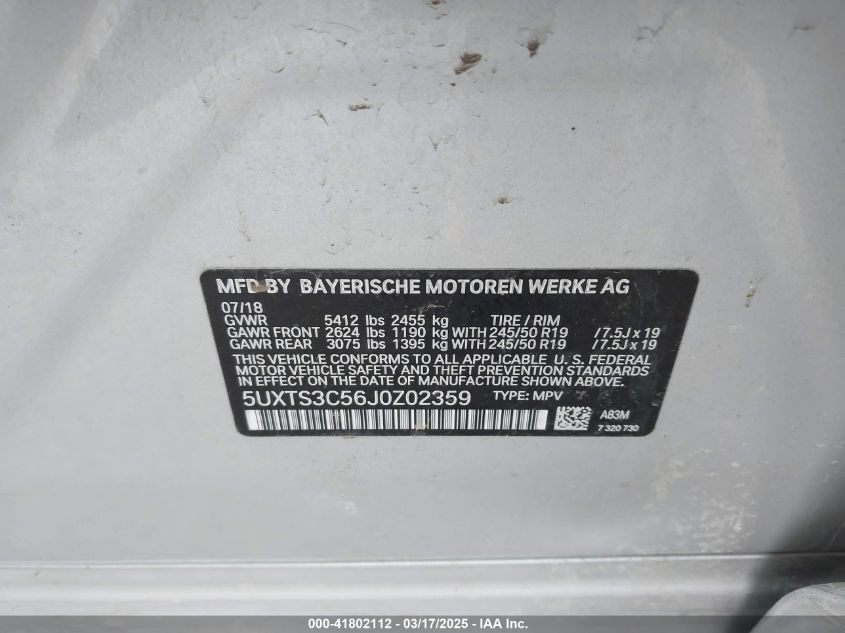 MFD BY BAYERISCHE MOTOREN WERKE AG
07/18
GVWR 5412 lbs 2455 kg TIRE / RIM
GAWR FRONT 2624 lbs 1190 kg WITH 245/50 R19 / 7.5J x 19
GAWR REAR 3075 lbs 1395 kg WITH 245/50 R19 / 7.5J x 19
THIS VEHICLE CONFORMS TO ALL APPLICABLE U. S. FEDERAL
MOTOR VEHICLE SAFETY AND THEFT PREVENTION STANDARDS
IN EFFECT ON THE DATE OF MANUFACTURE SHOWN ABOVE.
5UXTS3C56J0Z02359 TYPE: MPV
A83M
7 320 730
000-41802112 - 03/17/2025 - IAA Inc.